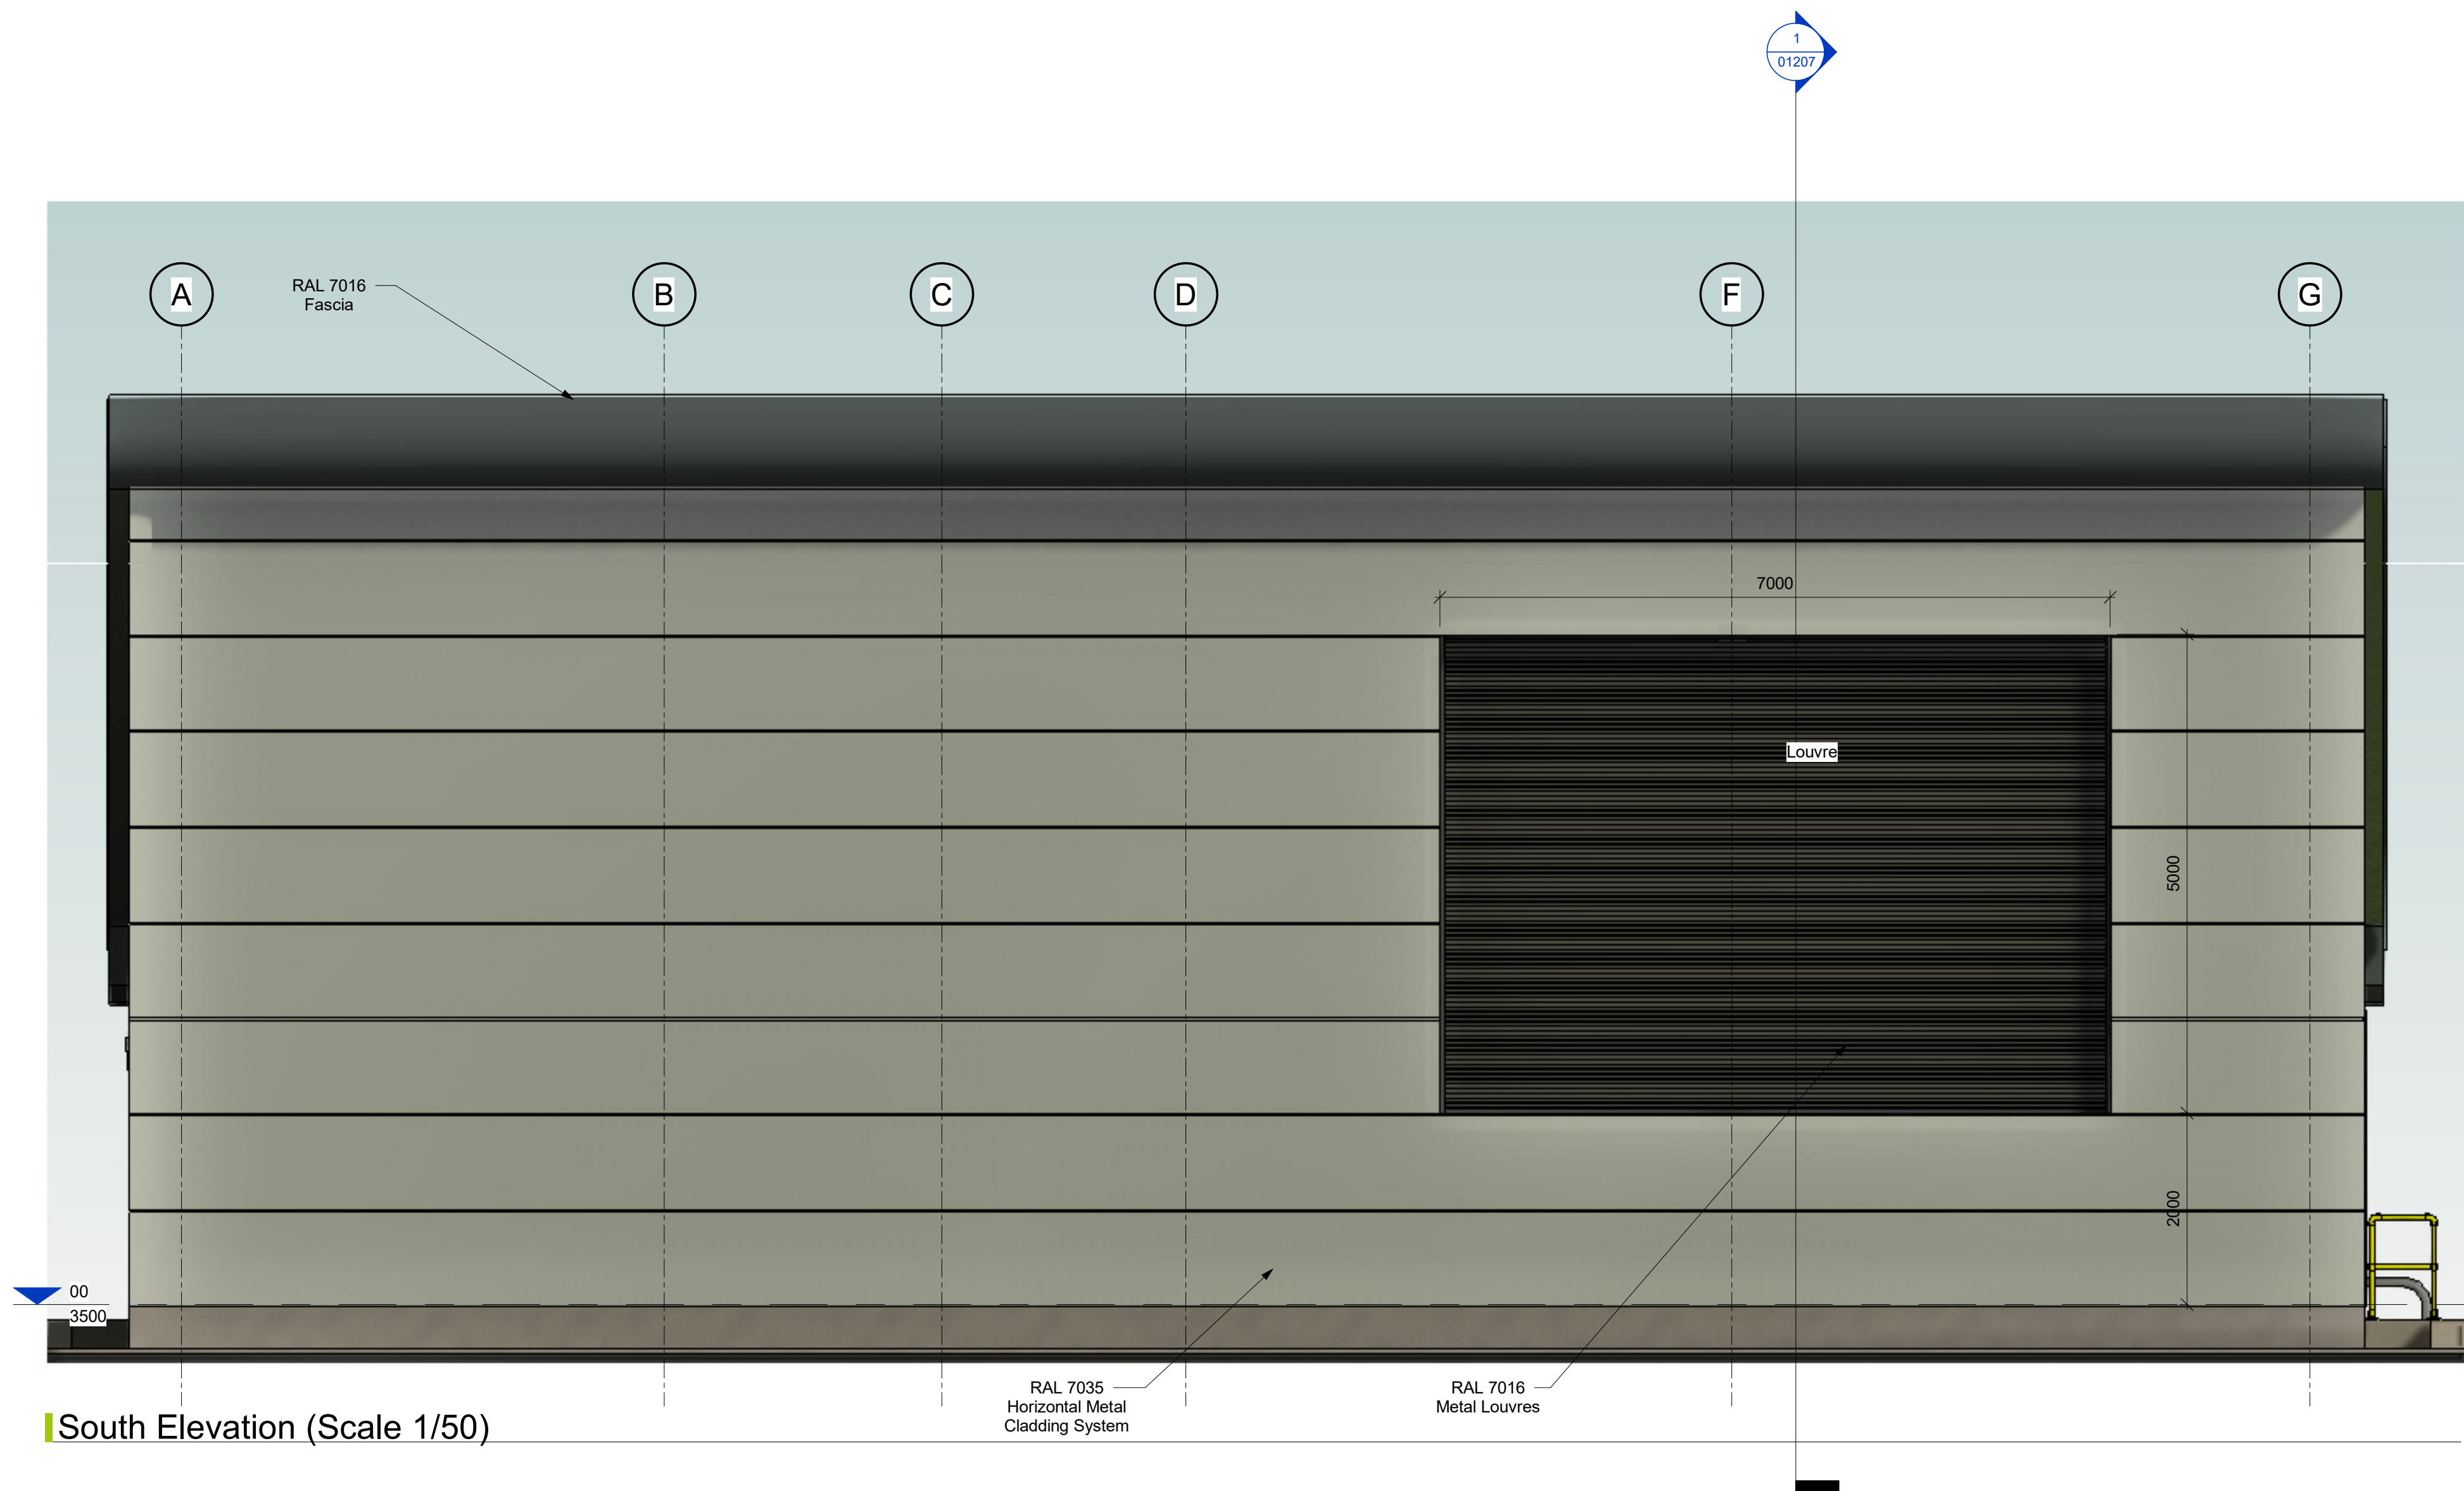 1
01207
A
B
C
D
F
G
RAL 7016
Fascia
7000
Louvre
5000
2000
00
3500
RAL 7035
Horizontal Metal
Cladding System
RAL 7016
Metal Louvres
South Elevation (Scale 1/50)